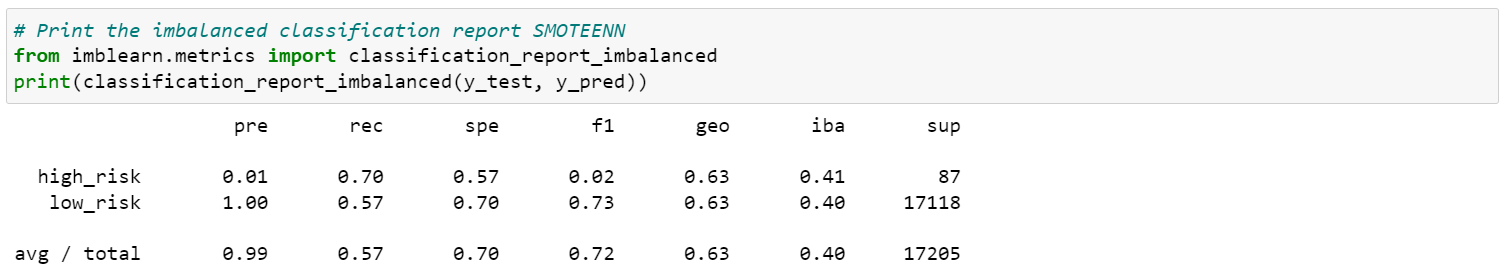 # Print the imbalanced classification report SMOTEENN
from imblearn.metrics import classification_report_imbalanced
print(classification_report_imbalanced(y_test, y_pred))
pre rec spe f1 geo iba sup
high_risk 0.01 0.70 0.57 0.02 0.63 0.41 87
low_risk 1.00 0.57 0.70 0.73 0.63 0.40 17118
avg / total 0.99 0.57 0.70 0.72 0.63 0.40 17205